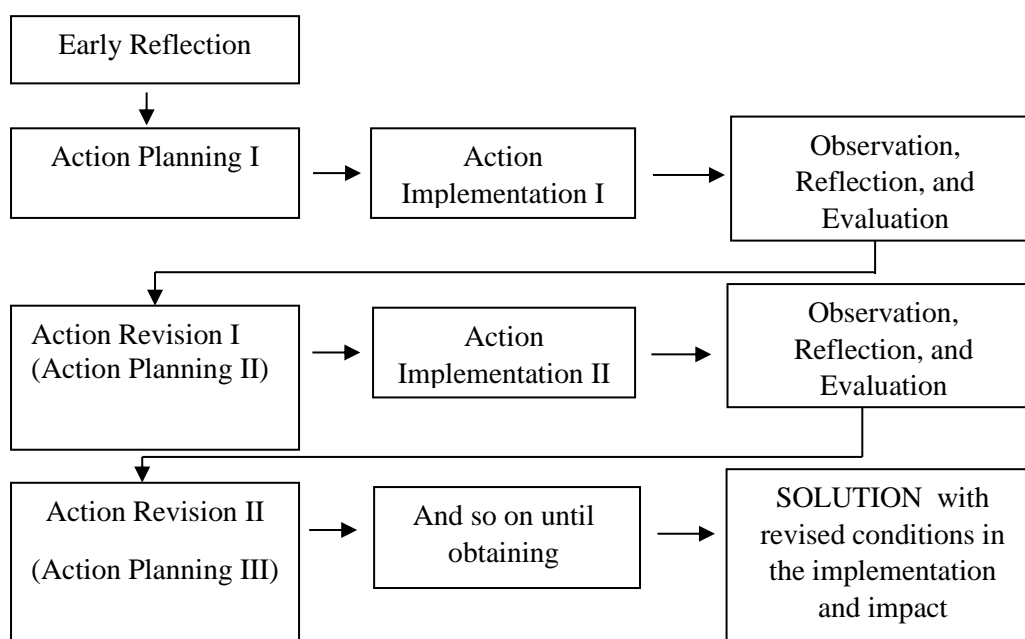 Early Reflection
Action Planning I
Action
Implementation I
Observation,
Reflection, and
Evaluation
Action Revision I
(Action Planning II)
Action
Implementation II
Observation,
Reflection, and
Evaluation
Action Revision II
(Action Planning III)
And so on until
obtaining
SOLUTION with
revised conditions in
the implementation
and impact